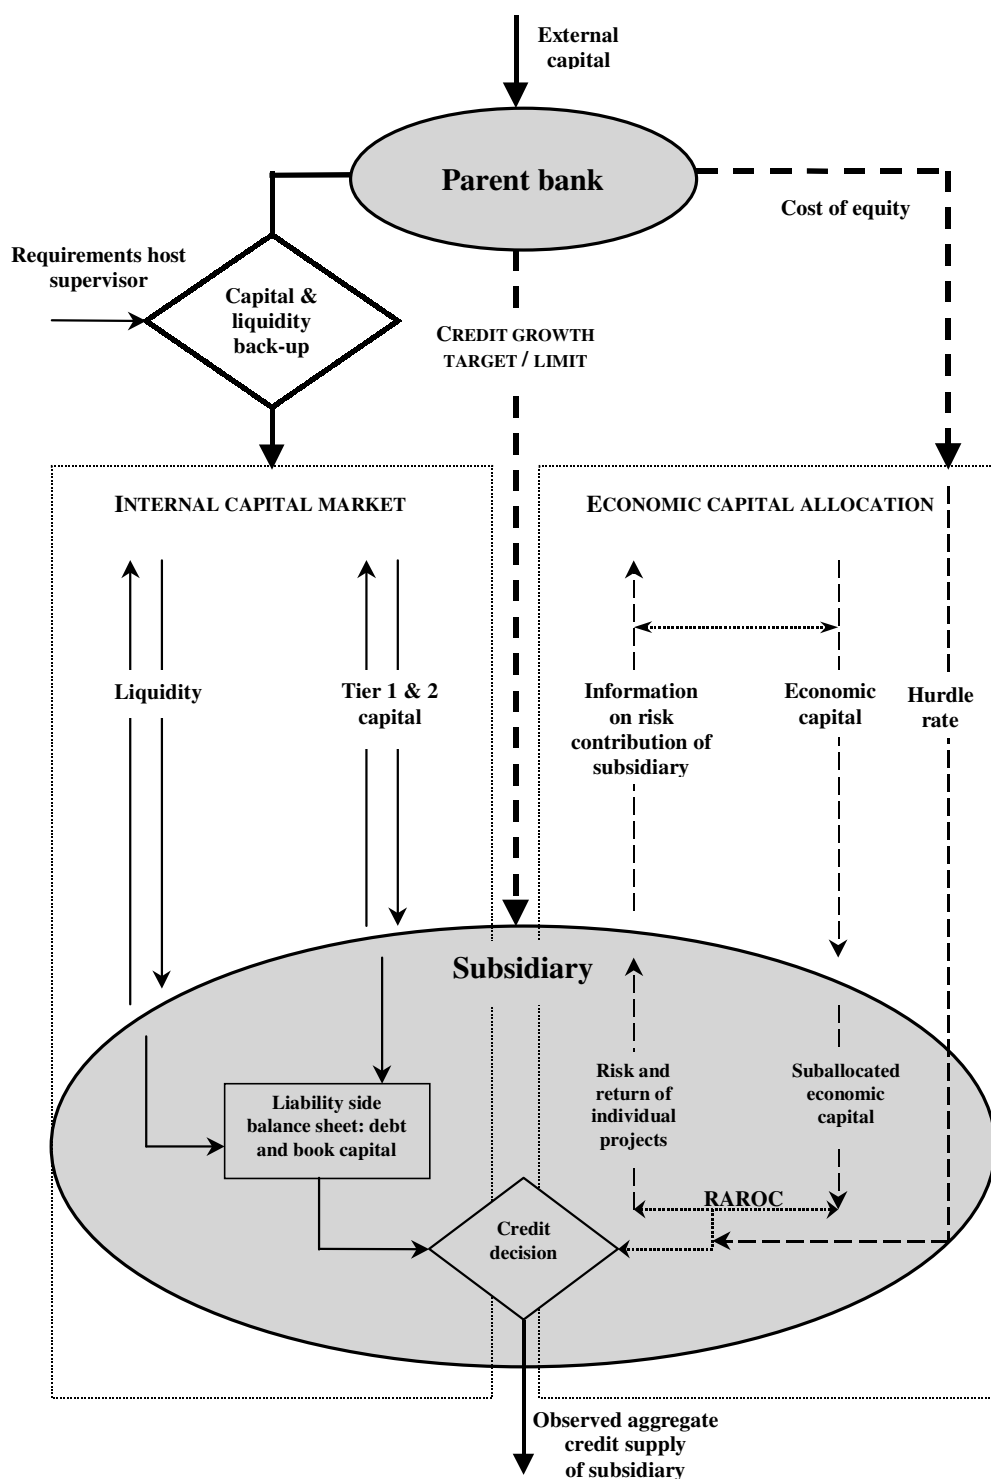 External
capital
Parent bank
Cost of equity
Requirements host
supervisor
Capital &
liquidity
back-up
CREDIT GROWTH
TARGET / LIMIT
INTERNAL CAPITAL MARKET
ECONOMIC CAPITAL ALLOCATION
Liquidity
Tier 1 & 2
capital
Information
on risk
contribution of
subsidiary
Economic
capital
Hurdle
rate
Subsidiary
Liability side
balance sheet: debt
and book capital
Risk and
return of
individual
projects
Suballocated
economic
capital
RAROC
Credit
decision
Observed aggregate
credit supply
of subsidiary